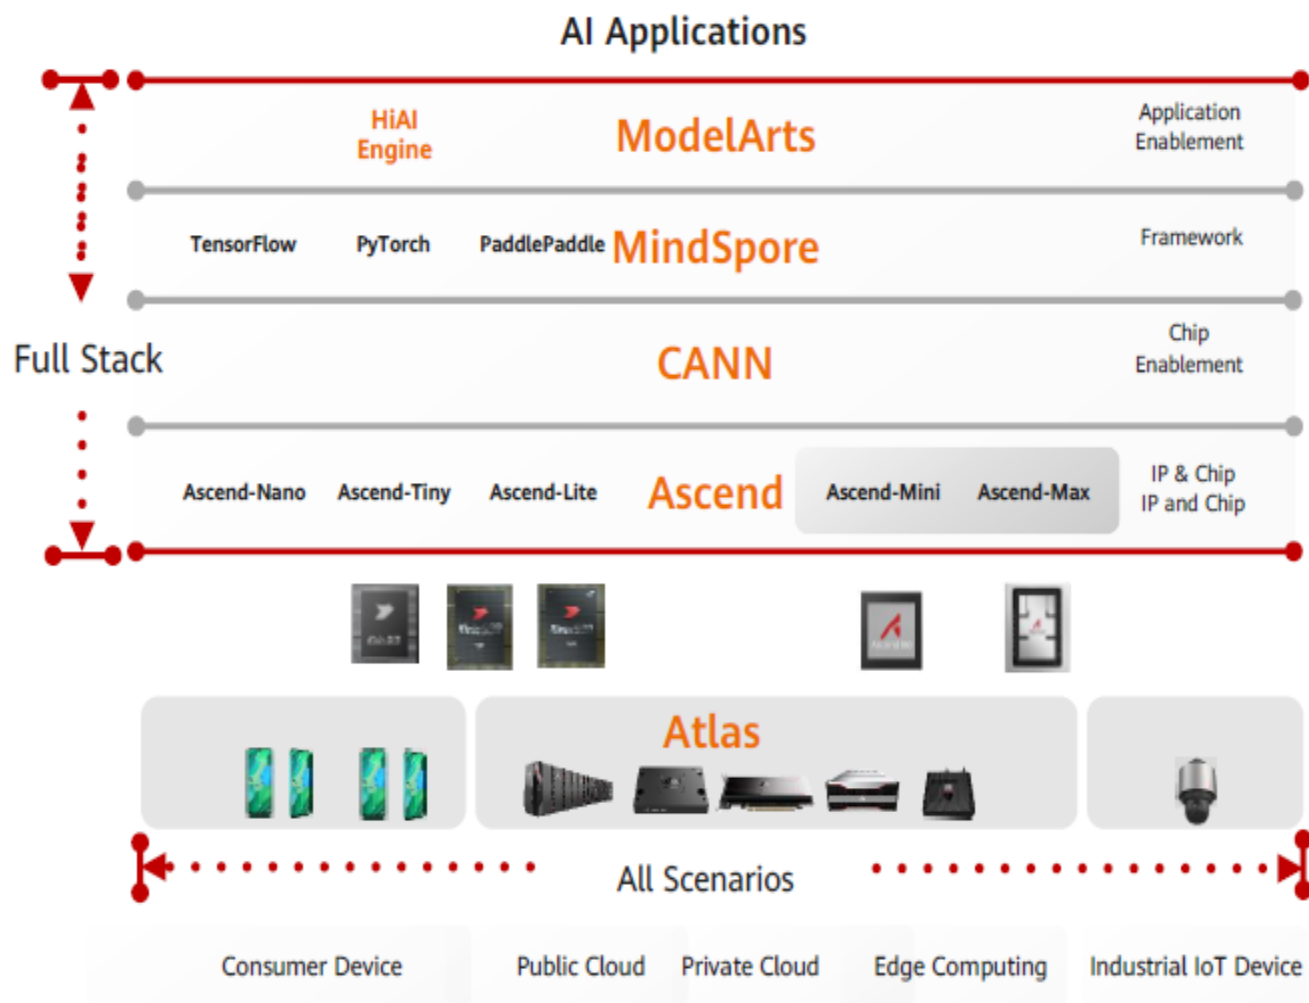 AI Applications
HiAI
Engine
ModelArts
Application
Enablement
TensorFlow
PyTorch
PaddlePaddle
MindSpore
Framework
Full Stack
CANN
Chip
Enablement
Ascend-Nano
Ascend-Tiny
Ascend-Lite
Ascend
Ascend-Mini
Ascend-Max
IP & Chip
IP and Chip
Atlas
All Scenarios
Consumer Device
Public Cloud
Private Cloud
Edge Computing
Industrial IoT Device